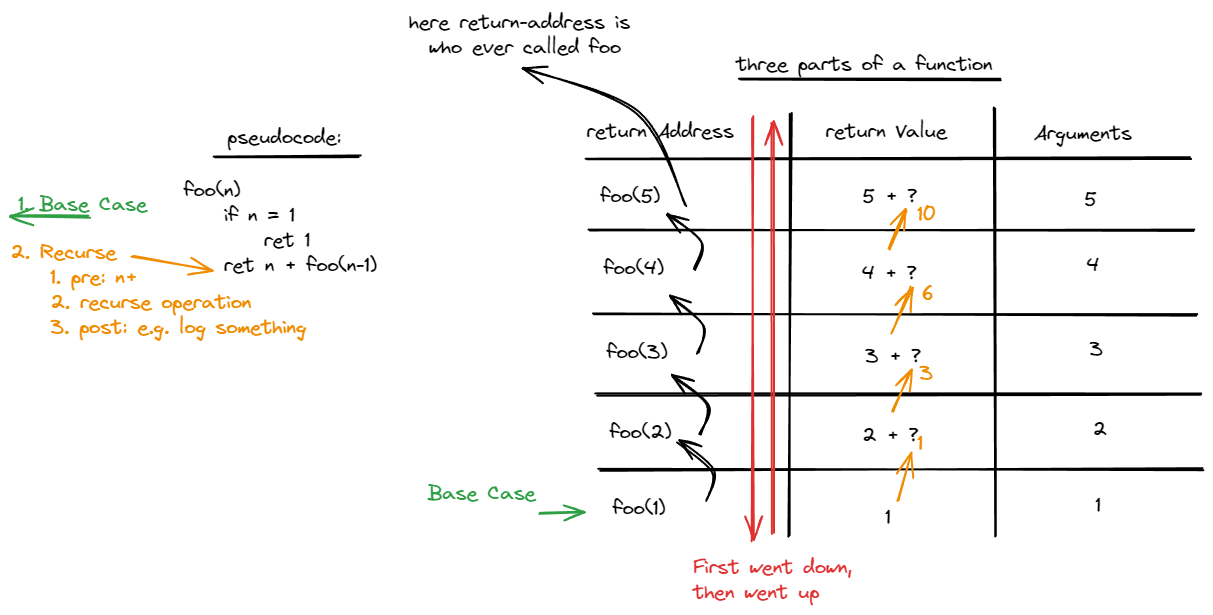 here return-address is
who ever called foo
three parts of a function
pseudocode:
foo(n)
if n = 1
ret 1
ret n + foo(n-1)
1. Base Case
2. Recurse
1. pre: n+
2. recurse operation
3. post: e.g. log something
return Address return Value Arguments
foo(5) 5 + ? 10 5
foo(4) 4 + ? 6 4
foo(3) 3 + ? 3 3
foo(2) 2 + ? 1 2
Base Case foo(1) 1 1
First went down,
then went up